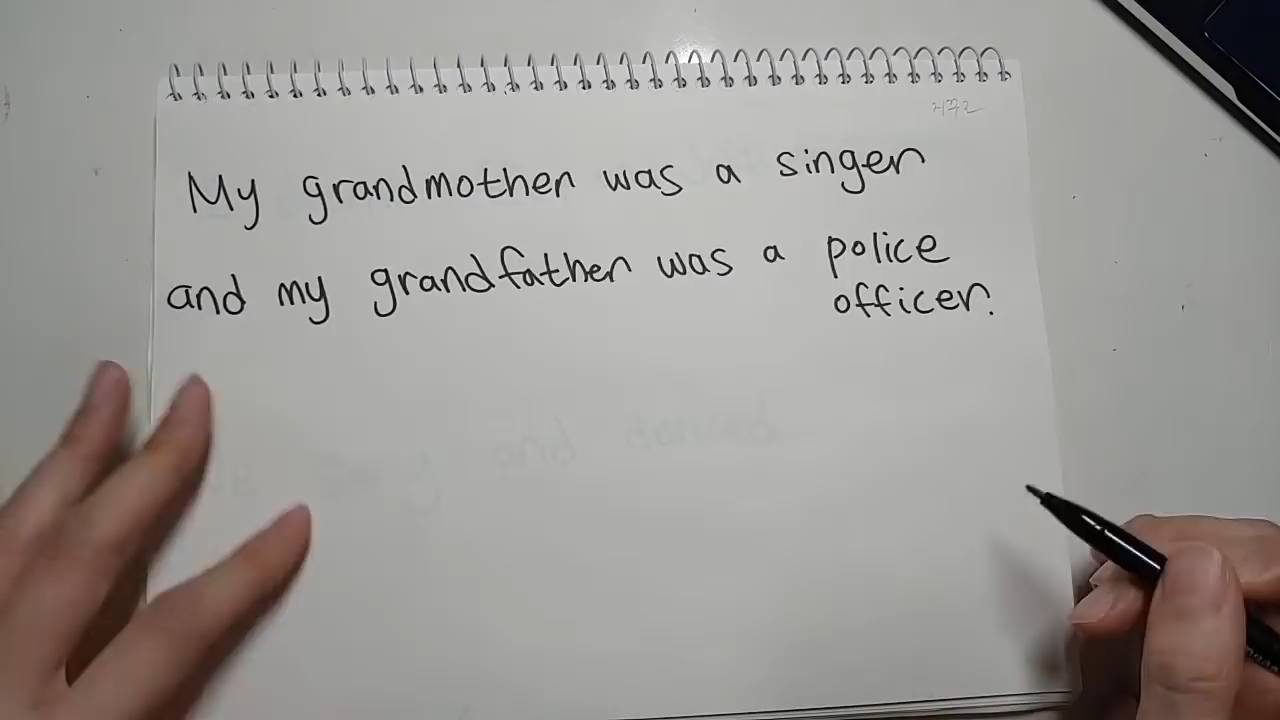 My grandmother was a singer
and my grandfather was a police
officer.